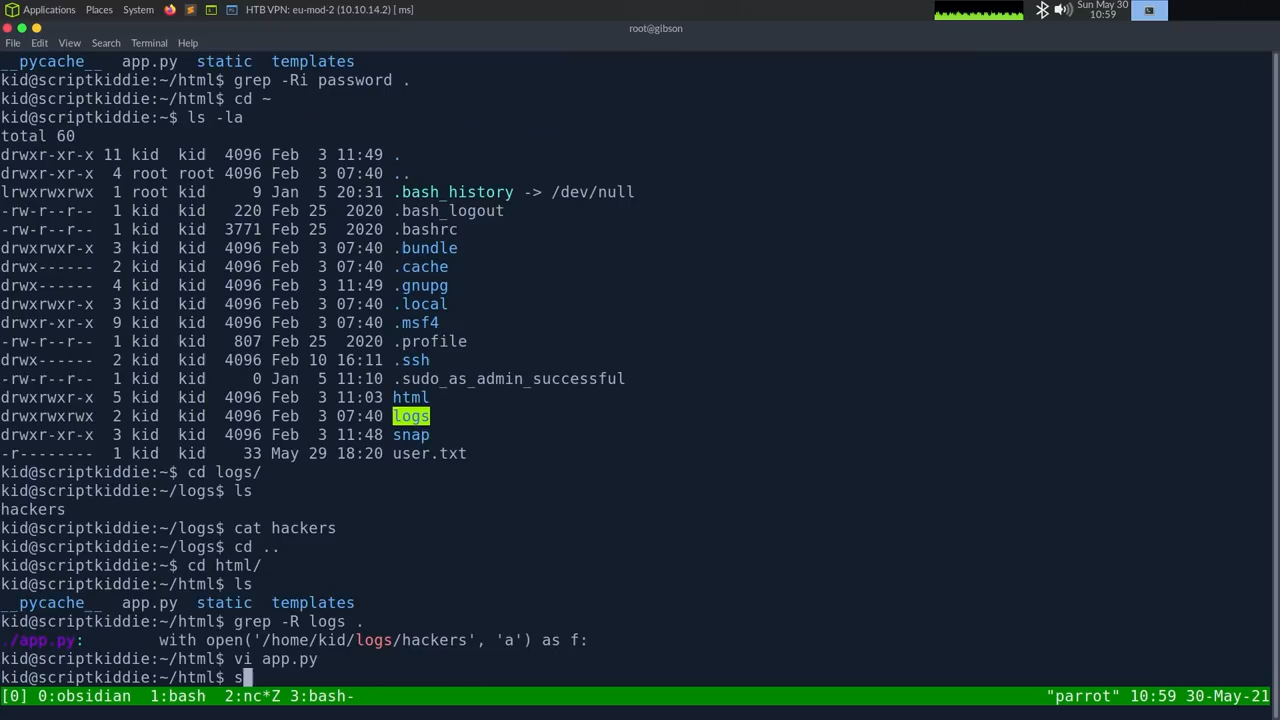 Applications Places System HTB VPN: eu-mod-2 (10.10.14.2) [ ms] Sun May 30
10:59
root@gibson
File Edit View Search Terminal Help
__pycache__ app.py static templates
kid@scriptkiddie:~/html$ grep -Ri password .
kid@scriptkiddie:~/html$ cd ~
kid@scriptkiddie:~$ ls -la
total 60
drwxr-xr-x 11 kid  kid  4096 Feb  3 11:49 .
drwxr-xr-x  4 root root 4096 Feb  3 07:40 ..
lrwxrwxrwx  1 root kid     9 Jan  5 20:31 .bash_history -> /dev/null
-rw-r--r--  1 kid  kid   220 Feb 25  2020 .bash_logout
-rw-r--r--  1 kid  kid  3771 Feb 25  2020 .bashrc
drwxrwxr-x  3 kid  kid  4096 Feb  3 07:40 .bundle
drwx------  2 kid  kid  4096 Feb  3 07:40 .cache
drwx------  4 kid  kid  4096 Feb  3 11:49 .gnupg
drwxrwxr-x  3 kid  kid  4096 Feb  3 07:40 .local
drwxrwxr-x  9 kid  kid  4096 Feb  3 07:40 .msf4
-rw-r--r--  1 kid  kid   807 Feb 25  2020 .profile
drwx------  2 kid  kid  4096 Feb 10 16:11 .ssh
-rw-r--r--  1 kid  kid     0 Jan  5 11:10 .sudo_as_admin_successful
drwxrwxr-x  5 kid  kid  4096 Feb  3 11:03 html
drwxrwxrwx  2 kid  kid  4096 Feb  3 07:40 logs
drwxr-xr-x  3 kid  kid  4096 Feb  3 11:48 snap
-r--------  1 kid  kid    33 May 29 18:20 user.txt
kid@scriptkiddie:~$ cd logs/
kid@scriptkiddie:~/logs$ ls
hackers
kid@scriptkiddie:~/logs$ cat hackers
kid@scriptkiddie:~/logs$ cd ..
kid@scriptkiddie:~$ cd html/
kid@scriptkiddie:~/html$ ls
__pycache__ app.py static templates
kid@scriptkiddie:~/html$ grep -R logs .
./app.py:        with open('/home/kid/logs/hackers', 'a') as f:
kid@scriptkiddie:~/html$ vi app.py
kid@scriptkiddie:~/html$ s
[0] 0:obsidian 1:bash 2:nc*Z 3:bash- "parrot" 10:59 30-May-21